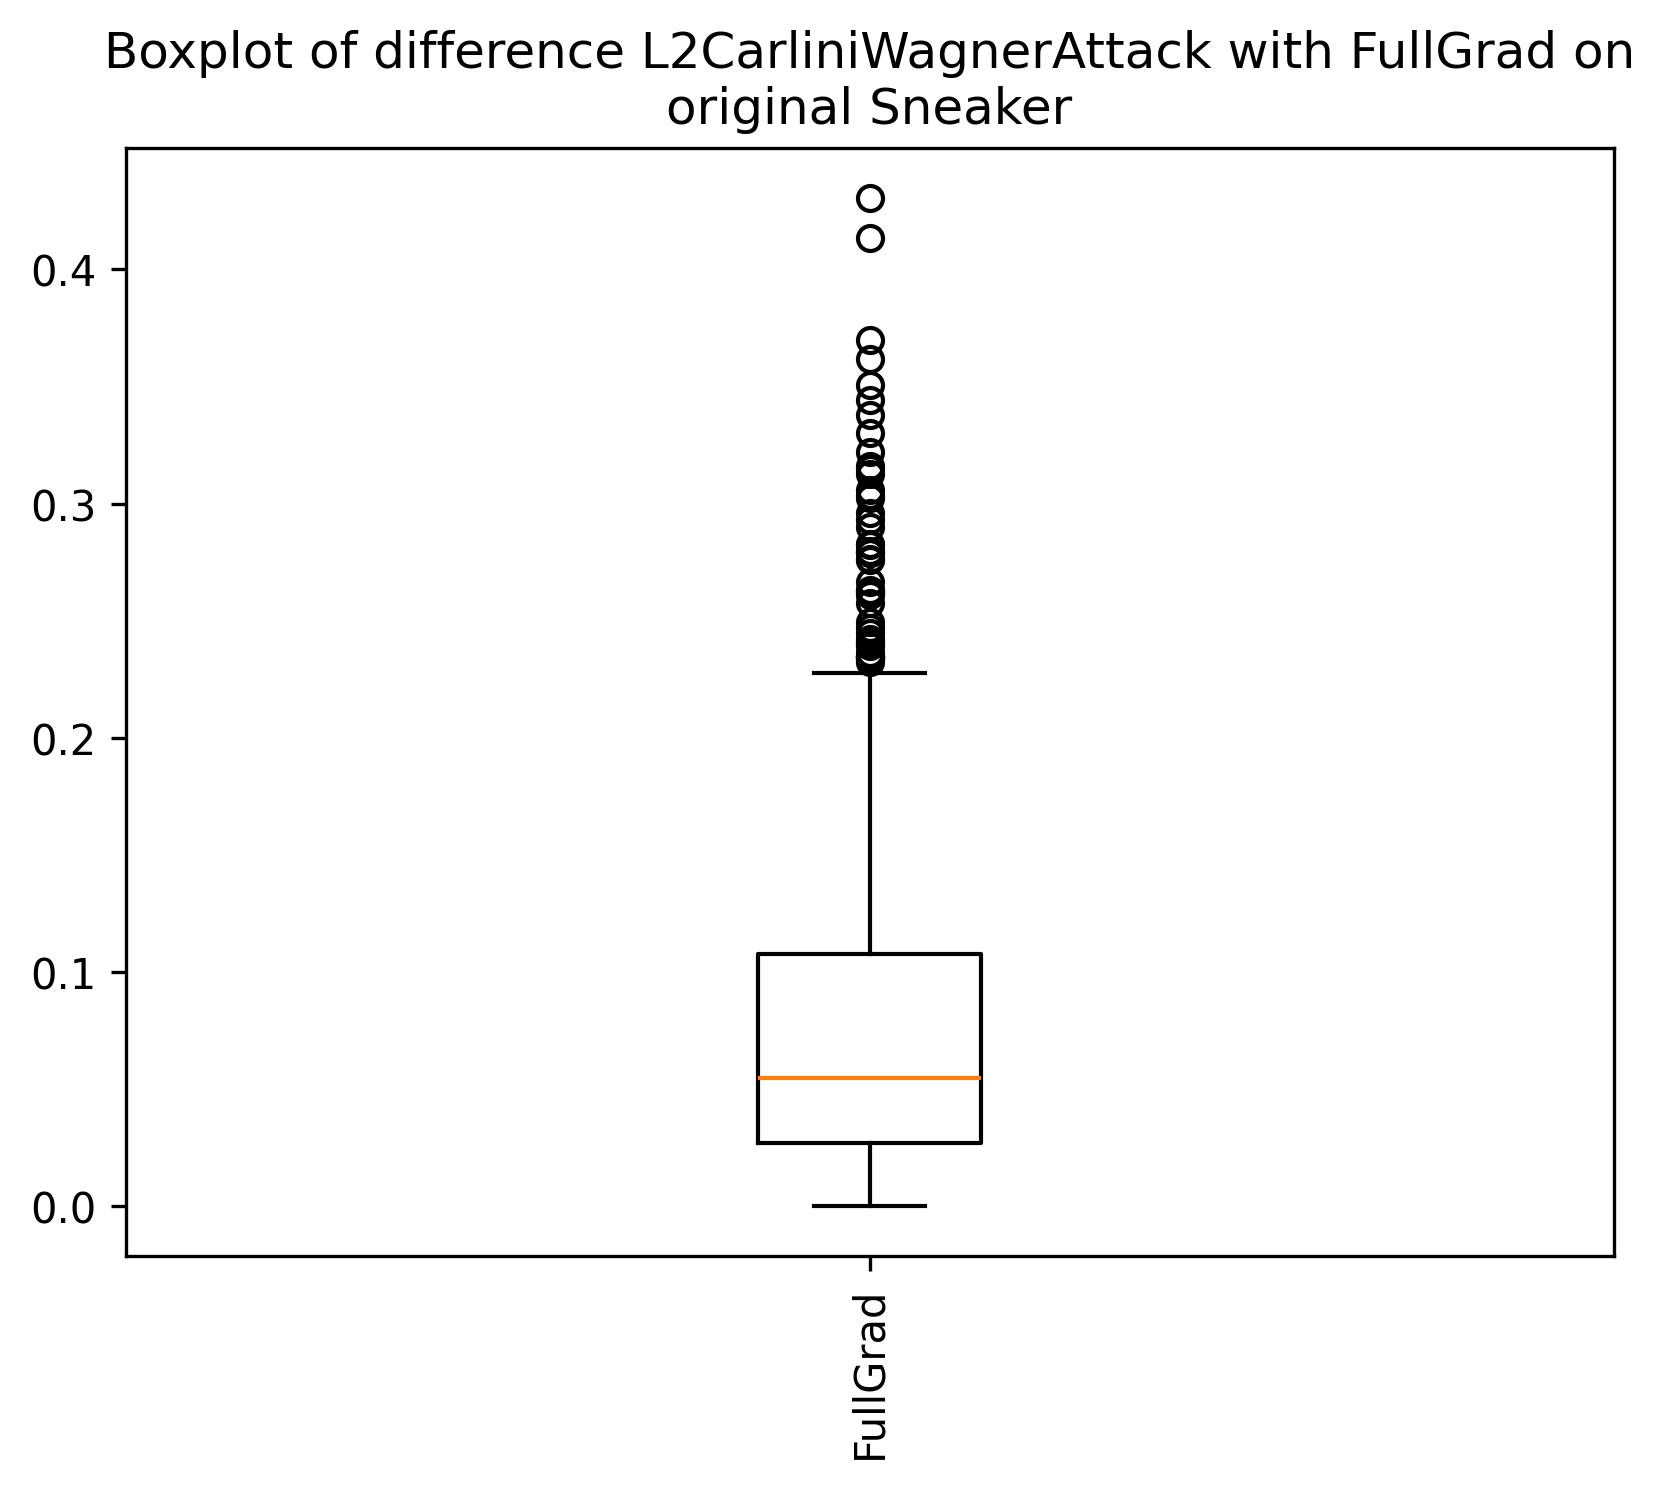 Boxplot of difference L2CarliniWagnerAttack with FullGrad on
original Sneaker
0.4
0.3
0.2
0.1
0.0
FullGrad